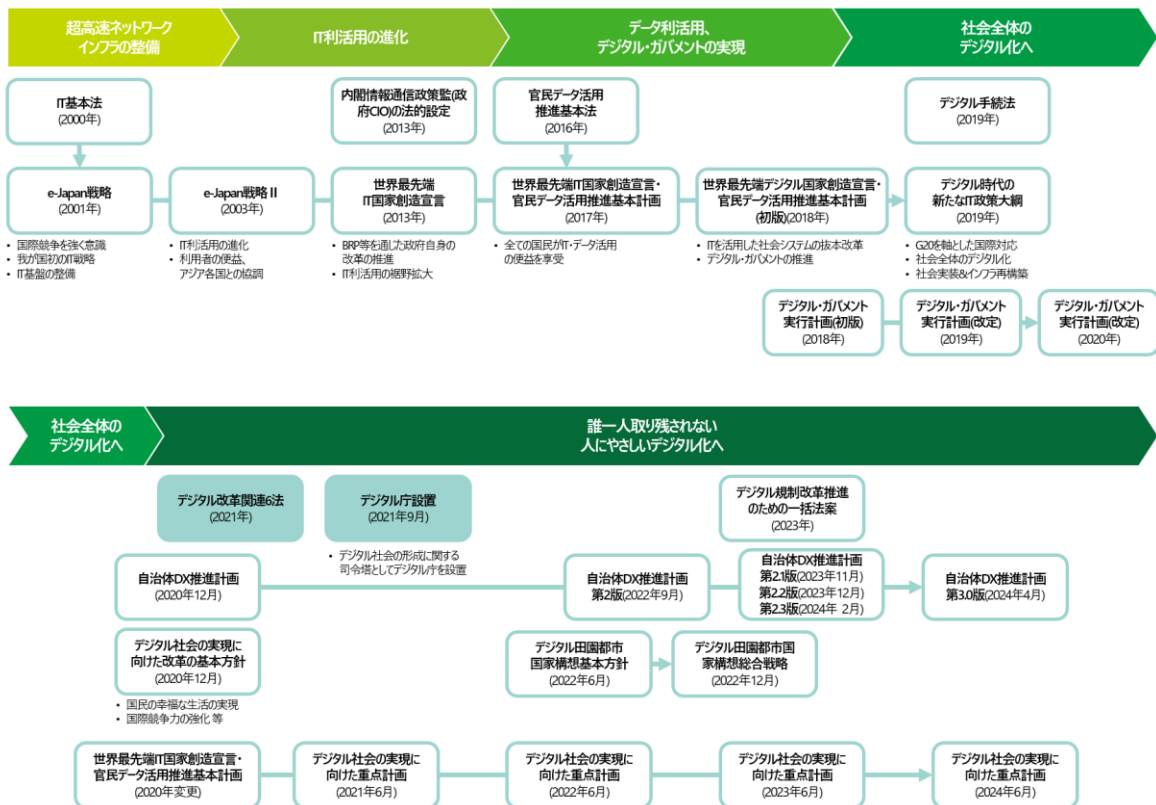 超高速ネットワーク
インフラの整備
IT利活用の進化
データ利活用、
デジタル・ガバメントの実現
社会全体の
デジタル化へ
IT基本法
(2000年)
内閣情報通信政策監(政
府CIO)の法的設定
(2013年)
官民データ活用
推進基本法
(2016年)
デジタル手続法
(2019年)
e-Japan戦略
(2001年)
e-Japan戦略Ⅱ
(2003年)
世界最先端
IT国家創造宣言
(2013年)
世界最先端IT国家創造宣言・
官民データ活用推進基本計画
(2017年)
世界最先端デジタル国家創造宣言・
官民データ活用推進基本計画
(初版)(2018年)
デジタル時代の
新たなIT政策大綱
(2019年)
• 国際競争を強く意識
• 我が国初のIT戦略
• IT基盤の整備
• IT利活用の進化
• 利用者の便益、
アジア各国との協調
• BRP等を通した政府自身の
改革の推進
• IT利活用の裾野拡大
• 全ての国民がIT・データ活用
の便益を享受
• ITを活用した社会システムの抜本改革
• デジタル・ガバメントの推進
• G20を軸とした国際対応
• 社会全体のデジタル化
• 社会実装&インフラ再構築
デジタル・ガバメント
実行計画(初版)
(2018年)
デジタル・ガバメント
実行計画(改定)
(2019年)
デジタル・ガバメント
実行計画(改定)
(2020年)
社会全体の
デジタル化へ
誰一人取り残されない
人にやさしいデジタル化へ
デジタル改革関連6法
(2021年)
デジタル庁設置
(2021年9月)
デジタル規制改革推進
のための一括法案
(2023年)
• デジタル社会の形成に関する
司令塔としてデジタル庁を設置
自治体DX推進計画
(2020年12月)
自治体DX推進計画
第2版(2022年9月)
自治体DX推進計画
第2.1版(2023年11月)
第2.2版(2023年12月)
第2.3版(2024年 2月)
自治体DX推進計画
第3.0版(2024年4月)
デジタル社会の実現に
向けた改革の基本方針
(2020年12月)
デジタル田園都市
国家構想基本方針
(2022年6月)
デジタル田園都市国
家構想総合戦略
(2022年12月)
• 国民の幸福な生活の実現
• 国際競争力の強化 等
世界最先端IT国家創造宣言・
官民データ活用推進基本計画
(2020年変更)
デジタル社会の実現に
向けた重点計画
(2021年6月)
デジタル社会の実現に
向けた重点計画
(2022年6月)
デジタル社会の実現に
向けた重点計画
(2023年6月)
デジタル社会の実現に
向けた重点計画
(2024年6月)